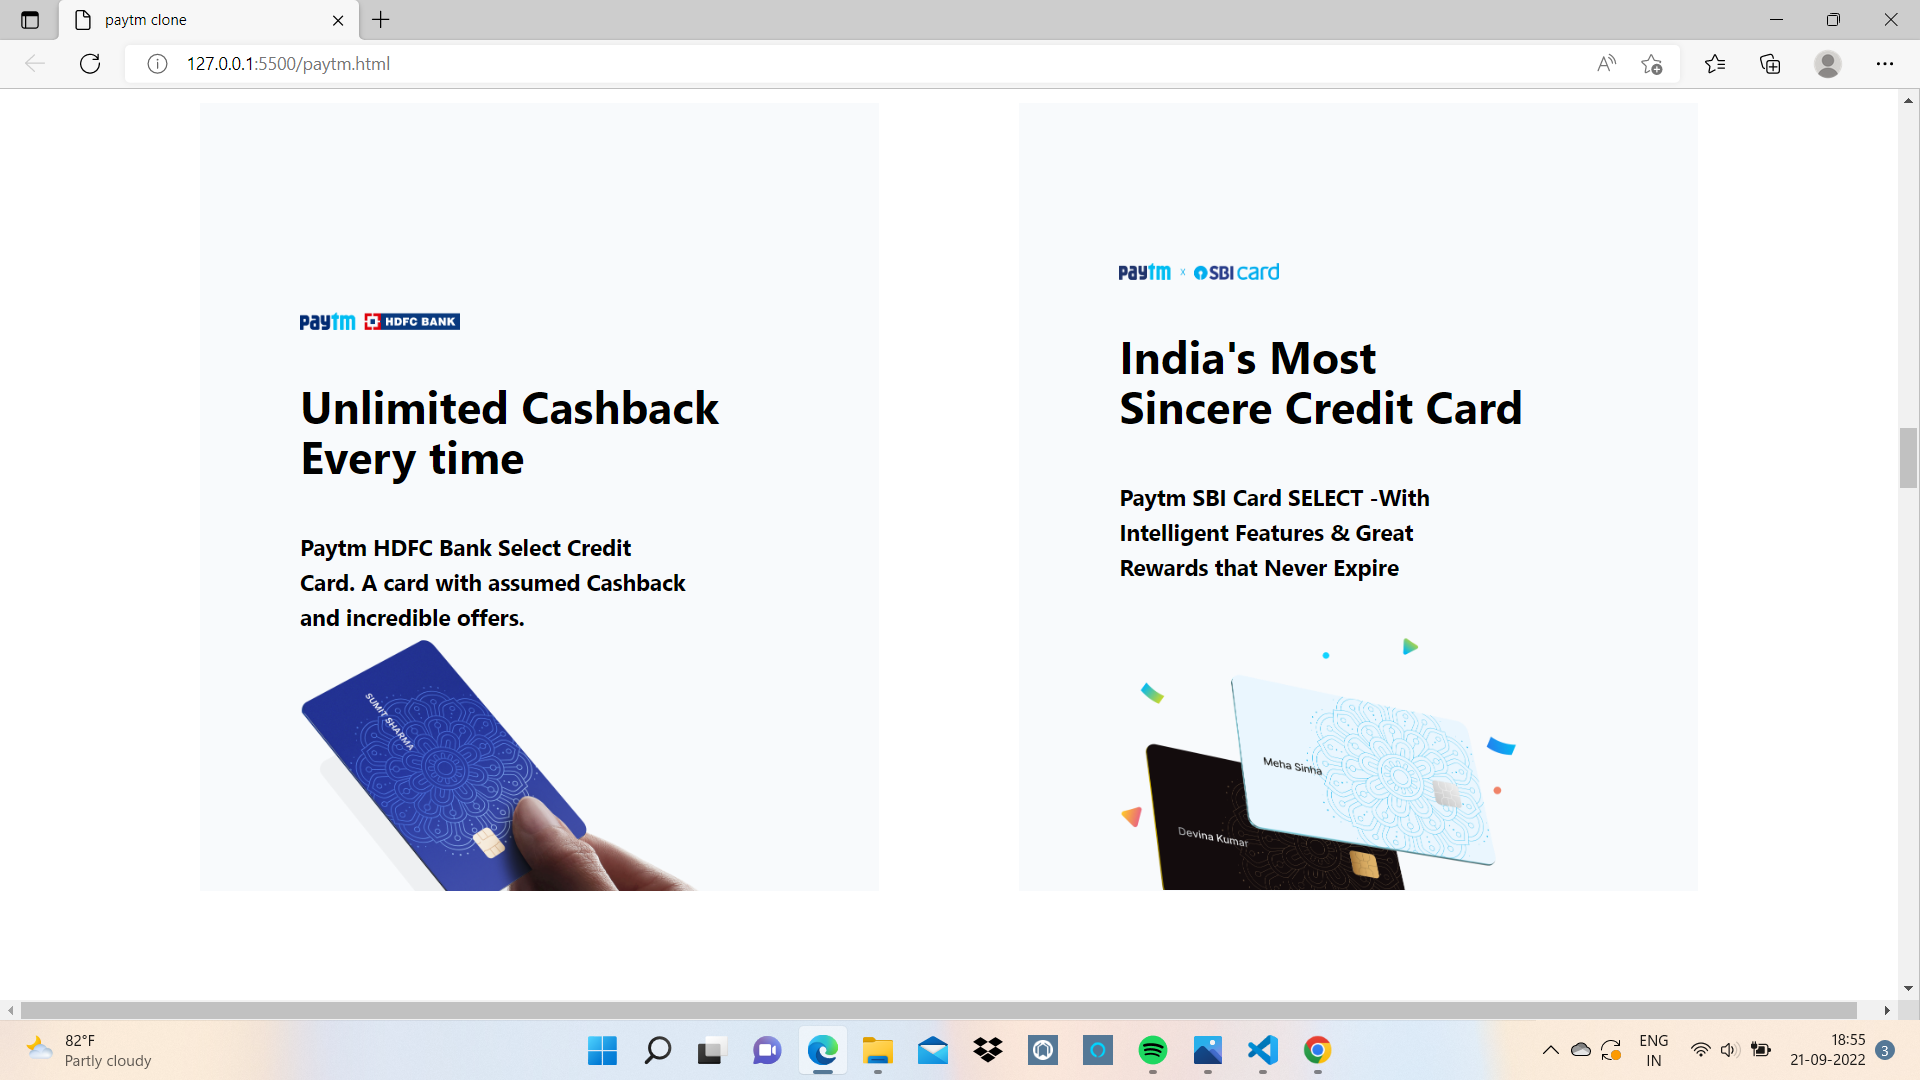 paytm clone
127.0.0.1:5500/paytm.html
paytm HDFC BANK
Unlimited Cashback
Every time
Paytm HDFC Bank Select Credit
Card. A card with assumed Cashback
and incredible offers.
SUMIT SHARMA
paytm x SBI card
India's Most
Sincere Credit Card
Paytm SBI Card SELECT -With
Intelligent Features & Great
Rewards that Never Expire
Meha Sinha
Devina Kumar
82°F
Partly cloudy
ENG
IN
18:55
21-09-2022
3